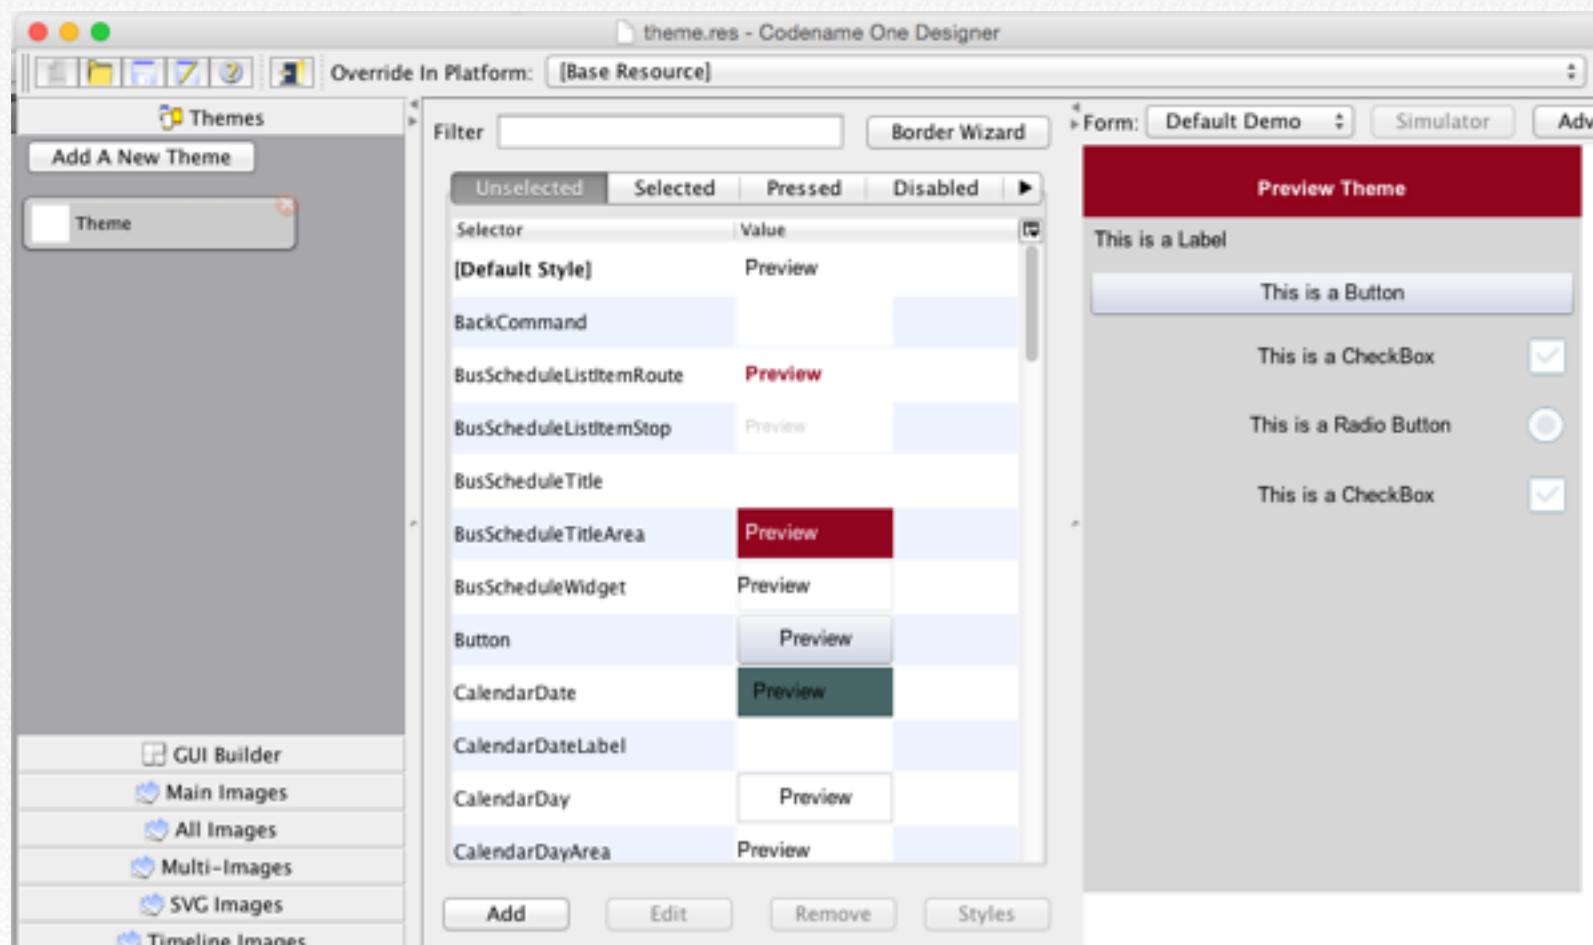 theme.res - Codename One Designer
Override In Platform: [Base Resource]
Themes
Add A New Theme
Theme
GUI Builder
Main Images
All Images
Multi-Images
SVG Images
Timeline Images
Filter
Border Wizard
Unselected Selected Pressed Disabled
Selector Value
[Default Style] Preview
BackCommand
BusScheduleListItemRoute Preview
BusScheduleListItemStop Preview
BusScheduleTitle
BusScheduleTitleArea Preview
BusScheduleWidget Preview
Button Preview
CalendarDate Preview
CalendarDateLabel
CalendarDay Preview
CalendarDayArea Preview
Add Edit Remove Styles
Form: Default Demo Simulator Adv
Preview Theme
This is a Label
This is a Button
This is a CheckBox
This is a Radio Button
This is a CheckBox